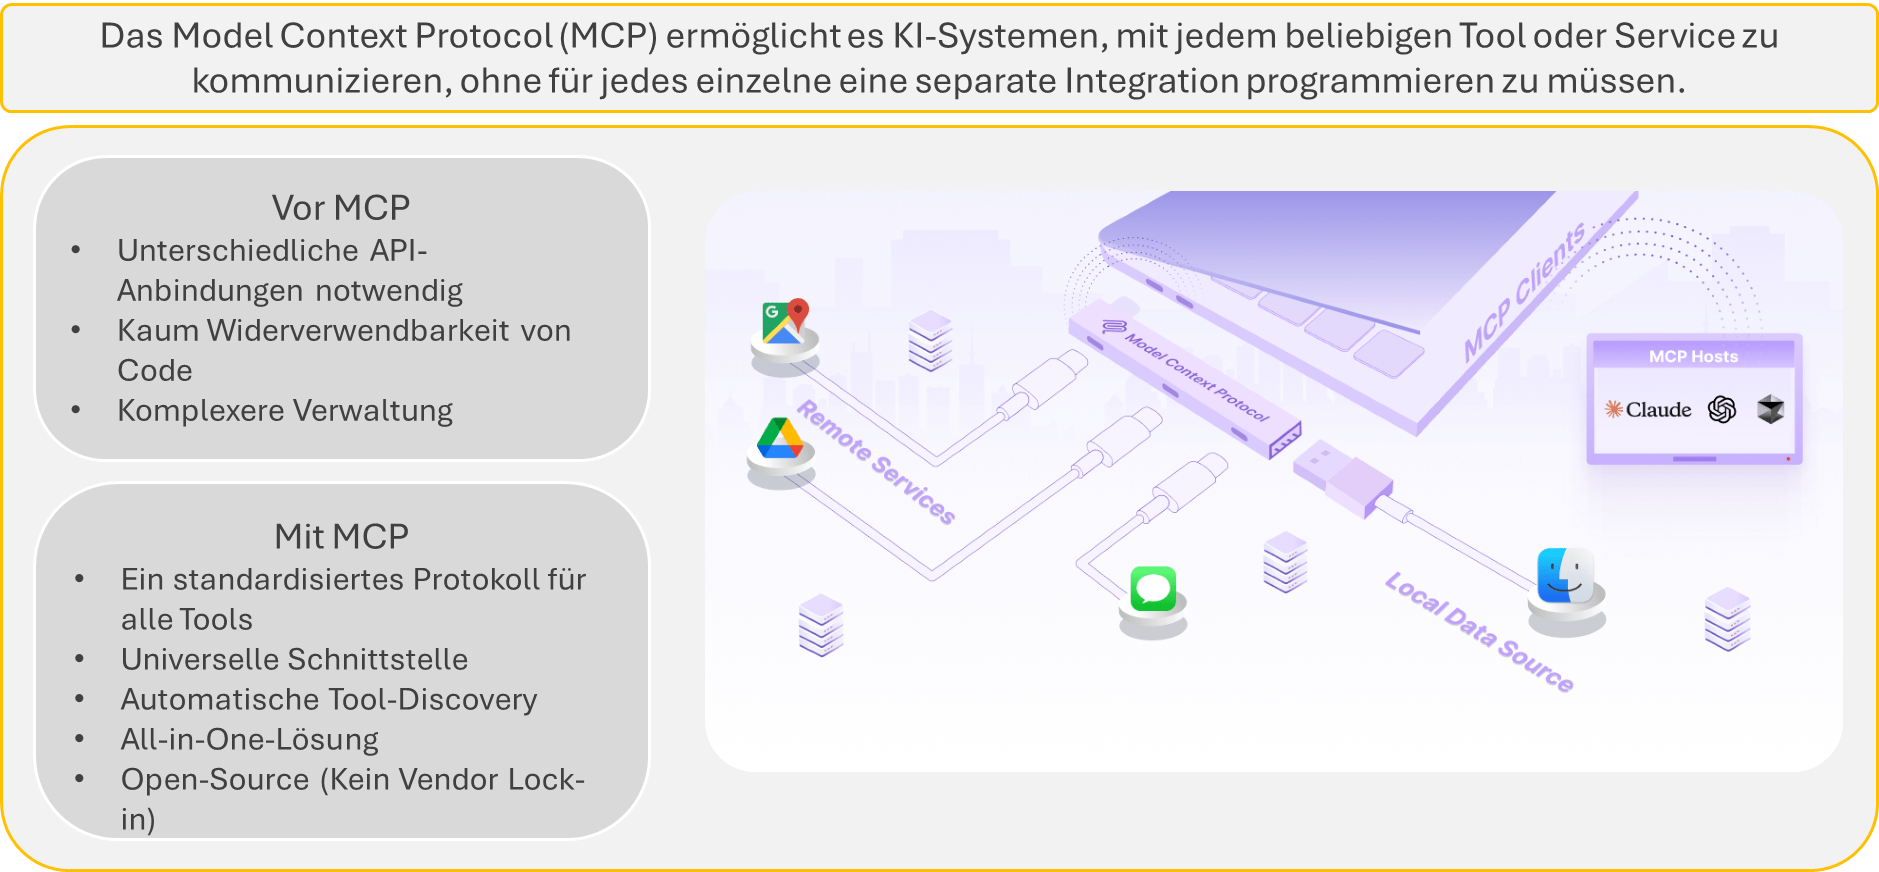 Das Model Context Protocol (MCP) ermöglicht es KI-Systemen, mit jedem beliebigen Tool oder Service zu
kommunizieren, ohne für jedes einzelne eine separate Integration programmieren zu müssen.
Vor MCP
• Unterschiedliche API-
Anbindungen notwendig
• Kaum Widerverwendbarkeit von
Code
• Komplexere Verwaltung
Mit MCP
• Ein standardisiertes Protokoll für
alle Tools
• Universelle Schnittstelle
• Automatische Tool-Discovery
• All-in-One-Lösung
• Open-Source (Kein Vendor Lock-
in)
MCP Clients
Model Context Protocol
MCP Hosts
Claude
G
Remote Services
Local Data Source